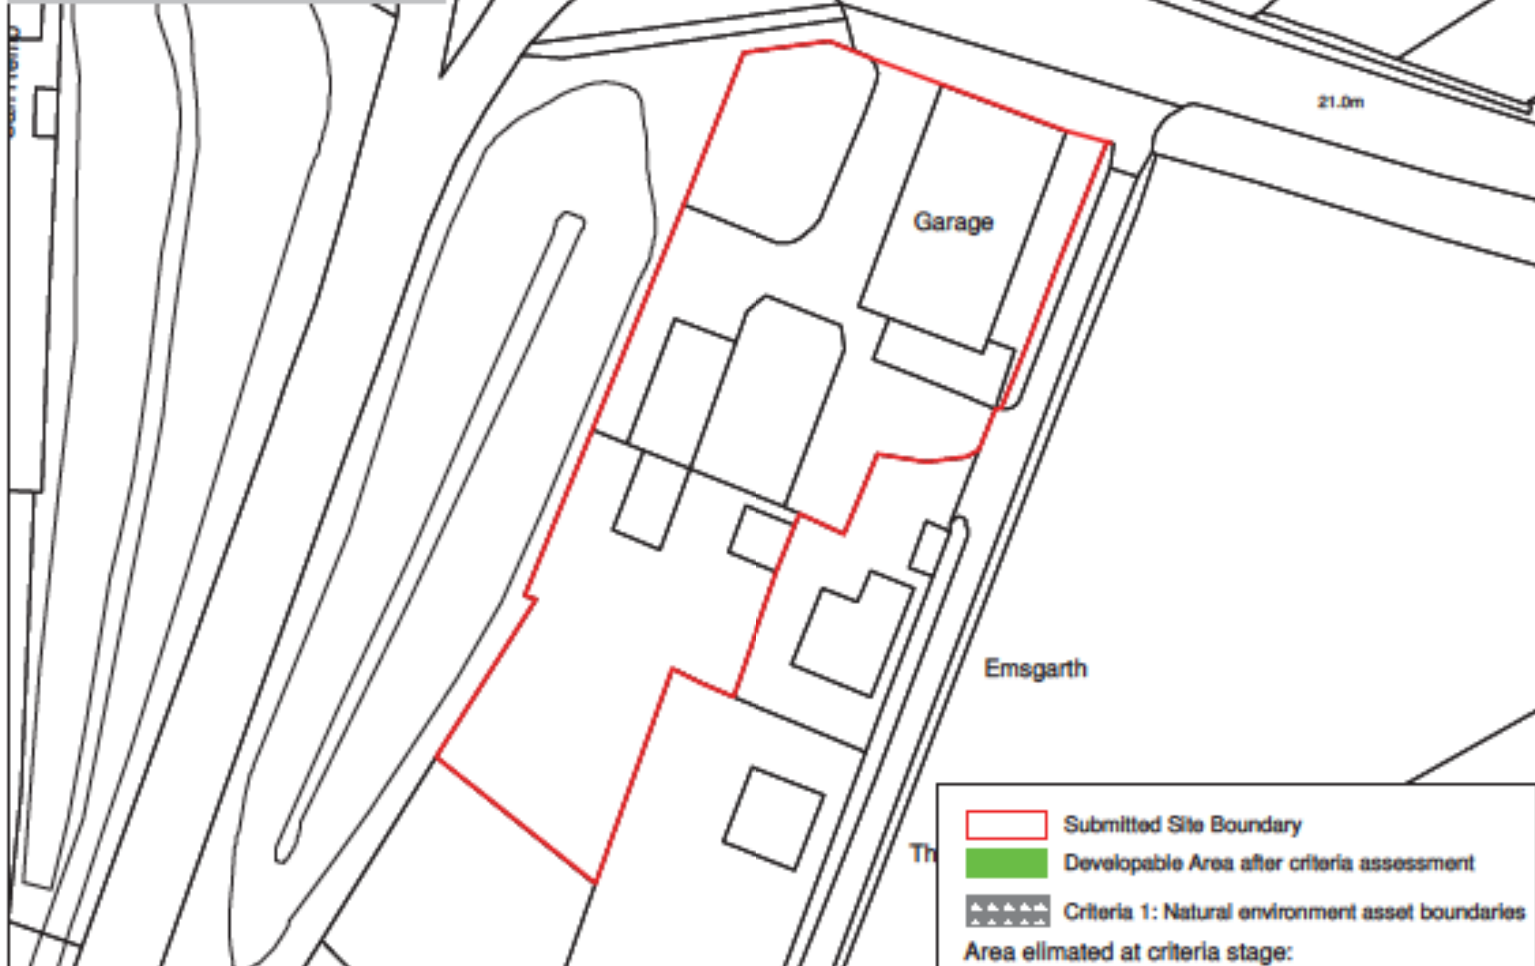 21.0m
Garage
Emsgarth
Th
Submitted Site Boundary
Developable Area after criteria assessment
Criteria 1: Natural environment asset boundaries
Area elimated at criteria stage: